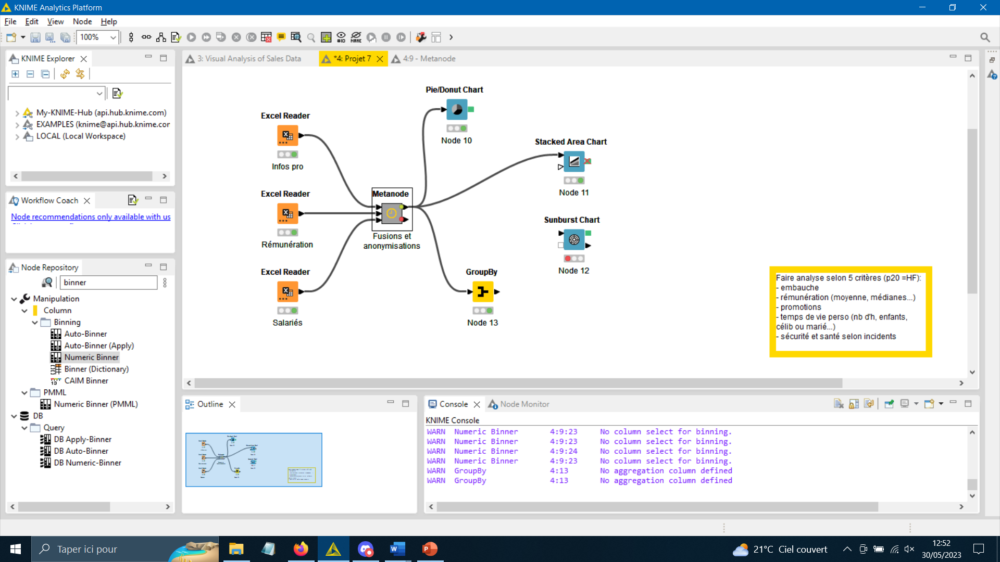 KNIME Analytics Platform
File Edit View Node Help
100%
#ID
NAME
KNIME Explorer
My-KNIME-Hub (api.hub.knime.com)
EXAMPLES (knime@api.hub.knime.cor
LOCAL (Local Workspace)
Workflow Coach
Node recommendations only available with us
Node Repository
binner
Manipulation
Column
Binning
Auto-Binner
Auto-Binner (Apply)
Numeric Binner
Binner (Dictionary)
CAIM Binner
PMML
Numeric Binner (PMML)
DB
Query
DB Apply-Binner
DB Auto-Binner
DB Numeric-Binner
3: Visual Analysis of Sales Data
*4: Projet 7
4:9 - Metanode
Pie/Donut Chart
Node 10
Excel Reader
Infos pro
Stacked Area Chart
Node 11
Excel Reader
Rémunération
Metanode
Fusions et
anonymisations
Sunburst Chart
Node 12
Excel Reader
Salariés
GroupBy
Node 13
Faire analyse selon 5 critères (p20 =HF):
- embauche
- rémunération (moyenne, médianes...)
- promotions
- temps de vie perso (nb d'h, enfants,
célib ou marié...)
- sécurité et santé selon incidents
Outline
Console
Node Monitor
KNIME Console
WARN Numeric Binner 4:9:23 No column select for binning.
WARN Numeric Binner 4:9:23 No column select for binning.
WARN Numeric Binner 4:9:24 No column select for binning.
WARN Numeric Binner 4:9:23 No column select for binning.
WARN GroupBy 4:13 No aggregation column defined
WARN GroupBy 4:13 No aggregation column defined
Taper ici pour
21°C Ciel couvert
12:52
30/05/2023